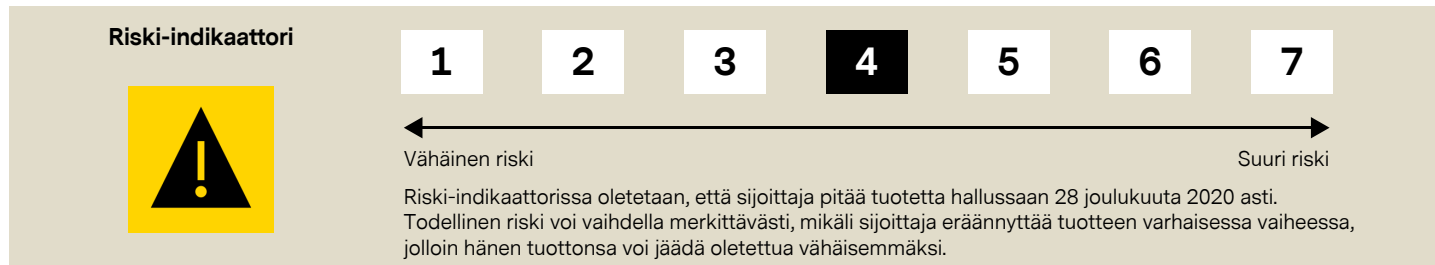 Riski-indikaattori
1 2 3 4 5 6 7
Vähäinen riski Suuri riski
Riski-indikaattorissa oletetaan, että sijoittaja pitää tuotetta hallussaan 28 joulukuuta 2020 asti.
Todellinen riski voi vaihdella merkittävästi, mikäli sijoittaja eräännyttää tuotteen varhaisessa vaiheessa,
jolloin hänen tuottonsa voi jäädä oletettua vähäisemmäksi.